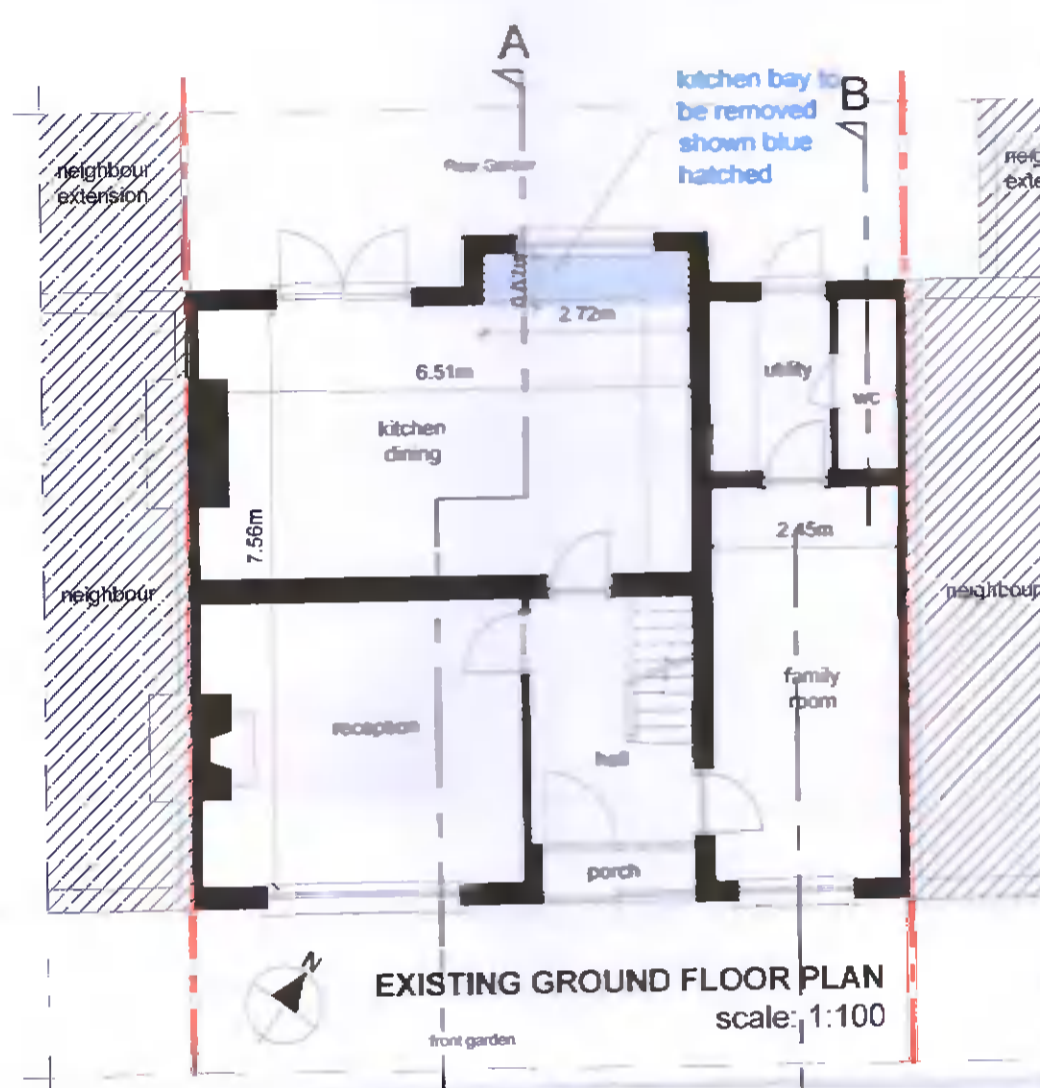 A
kitchen bay to
be removed
shown blue
hatched
B
neighbour
extension
Rear Garden
2.72m
6.51m
utility
wc
kitchen
dining
7.56m
2.45m
neighbour
neighbour
family
room
reception
hall
porch
N
EXISTING GROUND FLOOR PLAN
scale: 1:100
front garden